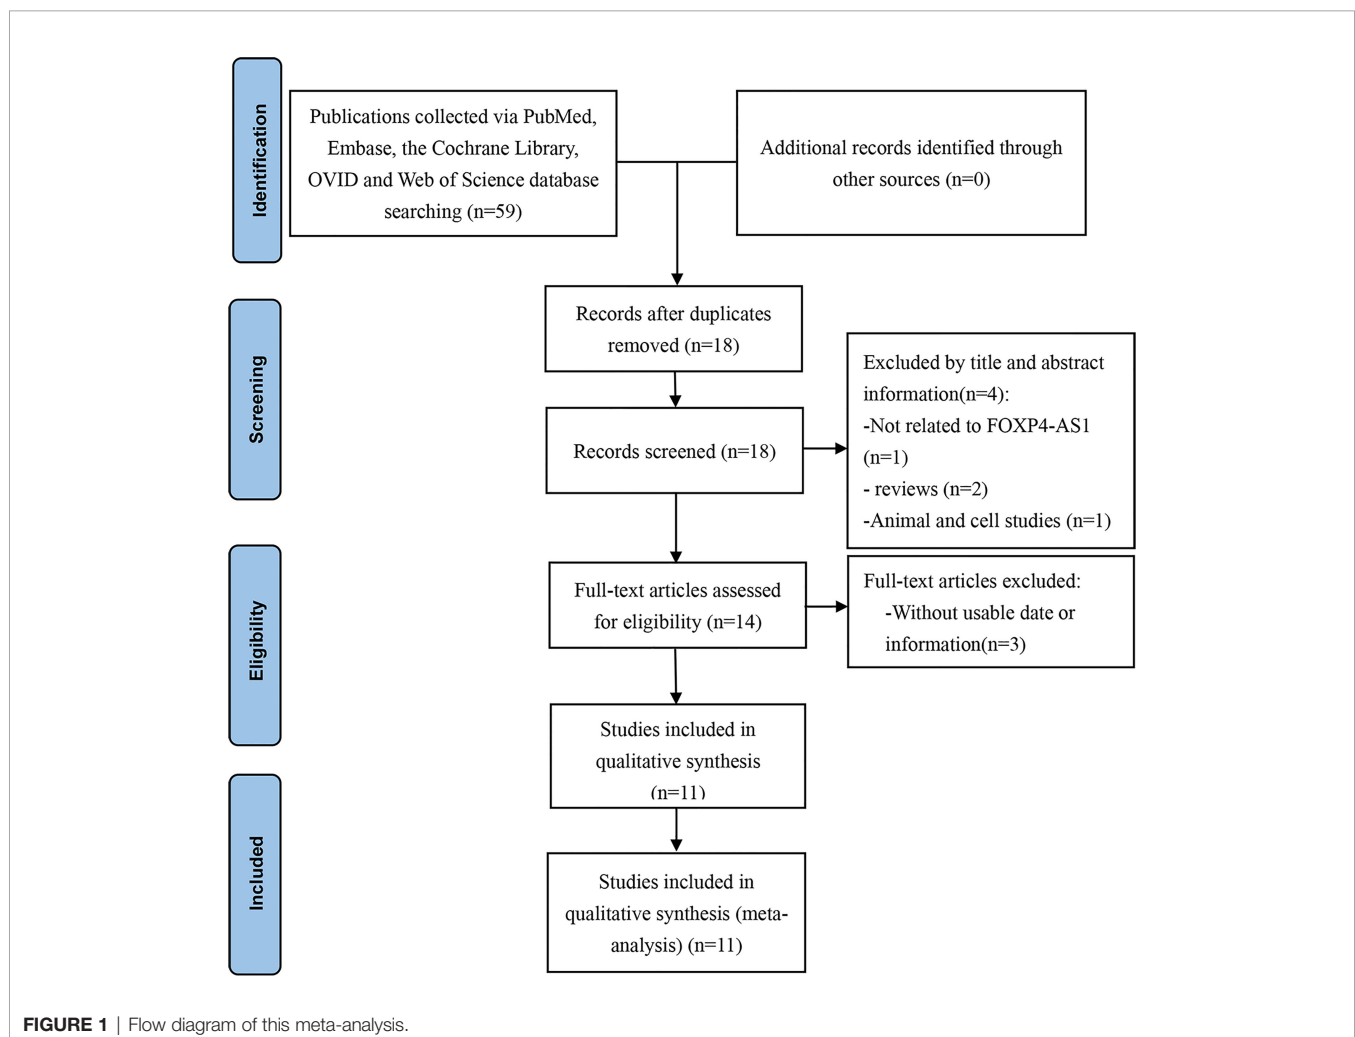 Identification
Publications collected via PubMed,
Embase, the Cochrane Library,
OVID and Web of Science database
searching (n=59)
Additional records identified through
other sources (n=0)
Screening
Records after duplicates
removed (n=18)
Records screened (n=18)
Excluded by title and abstract
information(n=4):
-Not related to FOXP4-AS1
(n=1)
- reviews (n=2)
-Animal and cell studies (n=1)
Eligibility
Full-text articles assessed
for eligibility (n=14)
Full-text articles excluded:
-Without usable date or
information(n=3)
Studies included in
qualitative synthesis
(n=11)
Included
Studies included in
qualitative synthesis (meta-
analysis) (n=11)
FIGURE 1 | Flow diagram of this meta-analysis.